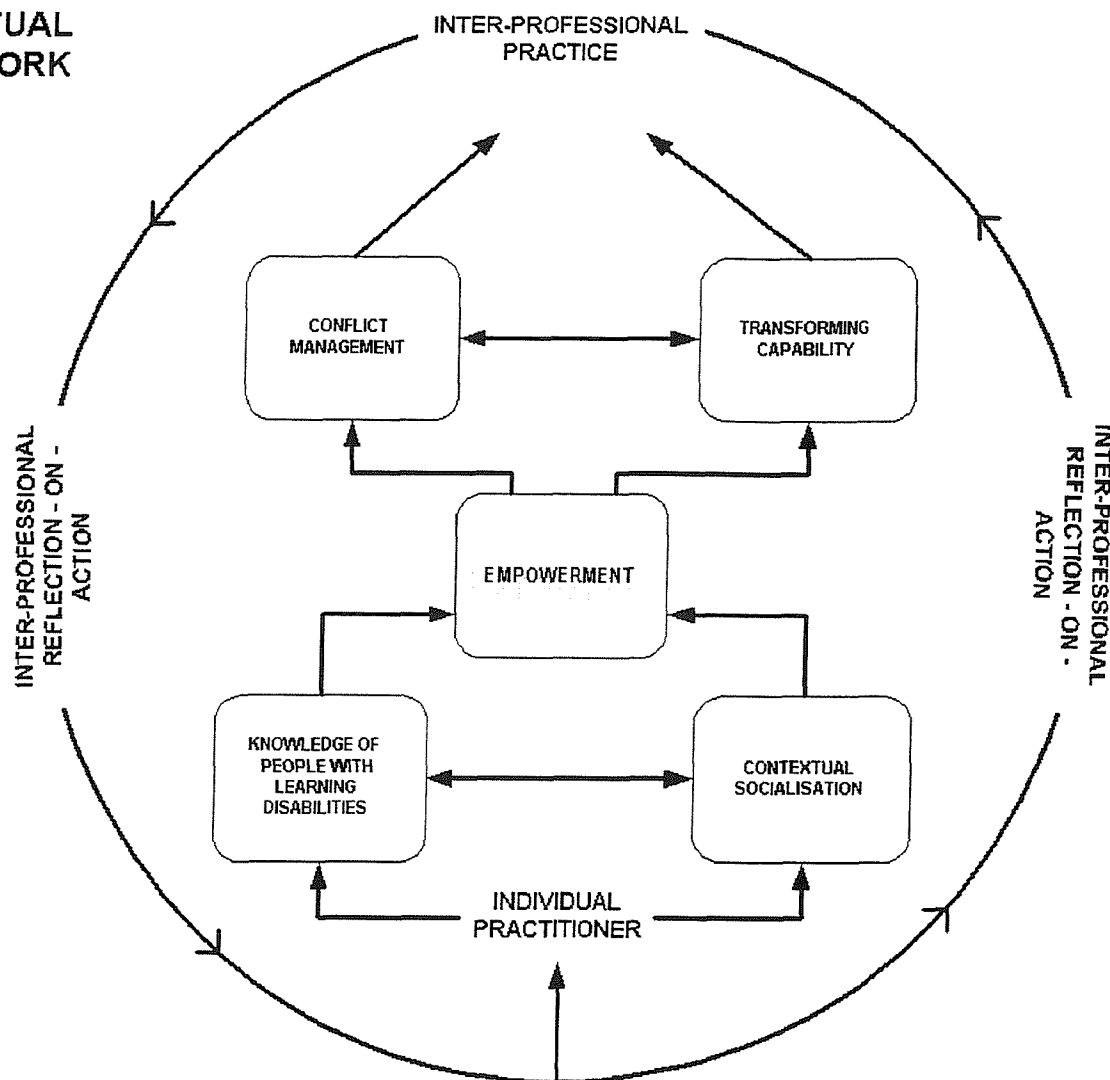 TUAL
ORK
INTER-PROFESSIONAL
PRACTICE
CONFLICT
MANAGEMENT
TRANSFORMING
CAPABILITY
INTER-PROFESSIONAL
REFLECTION - ON -
ACTION
INTER-PROFESSIONAL
REFLECTION - ON -
ACTION
EMPOWERMENT
KNOWLEDGE OF
PEOPLE WITH
LEARNING
DISABILITIES
CONTEXTUAL
SOCIALISATION
INDIVIDUAL
PRACTITIONER